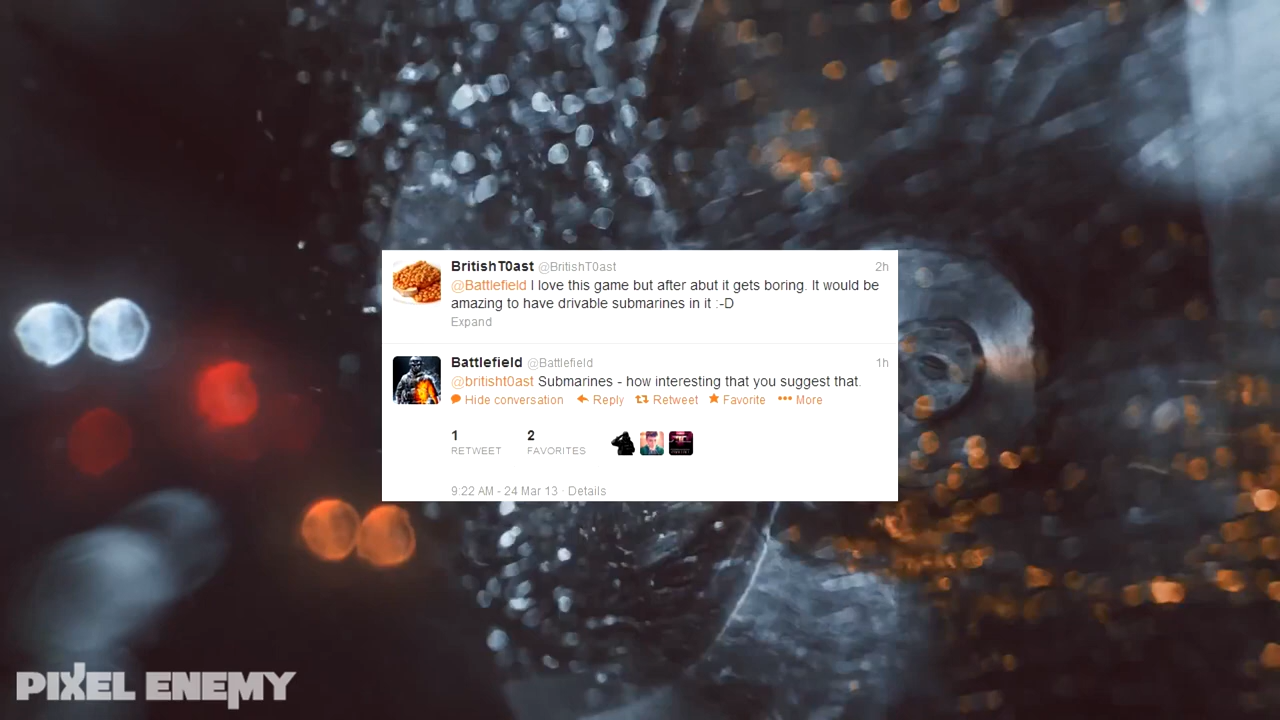 BritishT0ast @BritishT0ast 2h
@Battlefield I love this game but after abut it gets boring. It would be
amazing to have drivable submarines in it :-D
Expand
Battlefield @Battlefield 1h
@britisht0ast Submarines - how interesting that you suggest that.
Hide conversation Reply Retweet Favorite More
1 2
RETWEET FAVORITES
9:22 AM - 24 Mar 13 · Details
PIXEL ENEMY